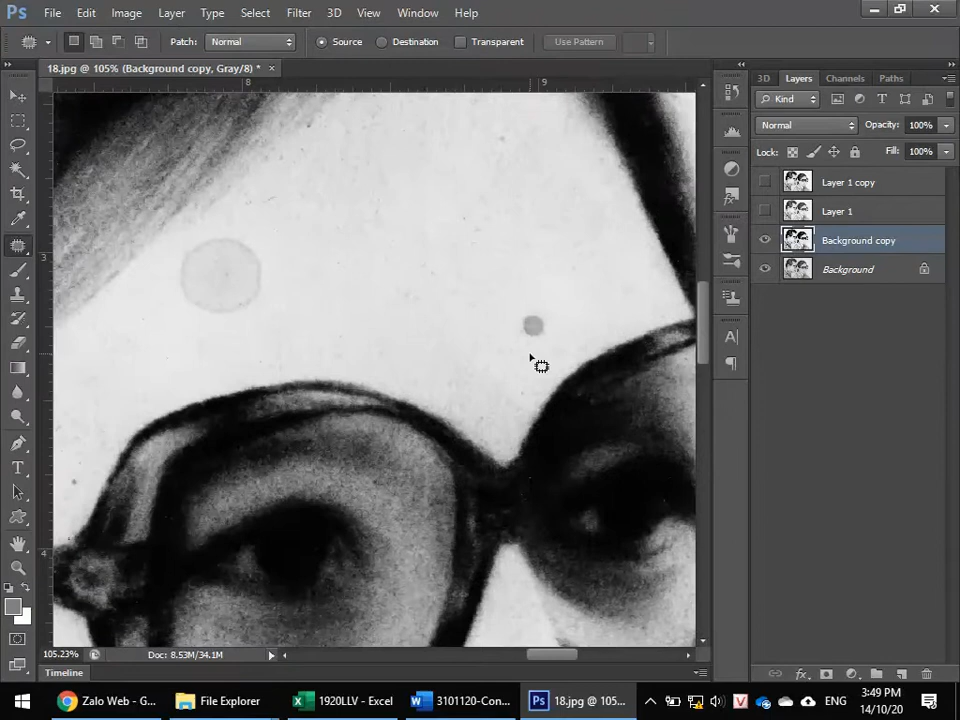 Ps File Edit Image Layer Type Select Filter 3D View Window Help
Patch: Normal Source Destination Transparent Use Pattern
18.jpg @ 105% (Background copy, Gray/8) * ×
8 9
3
4
3D Layers Channels Paths
Kind
Normal Opacity: 100%
Lock: Fill: 100%
Layer 1 copy
Layer 1
Background copy
Background
105.23% Doc: 8.53M/34.1M
Timeline
Zalo Web - G... File Explorer 1920LLV - Excel 3101120-Con... 18.jpg @ 105... ENG 3:49 PM
14/10/20